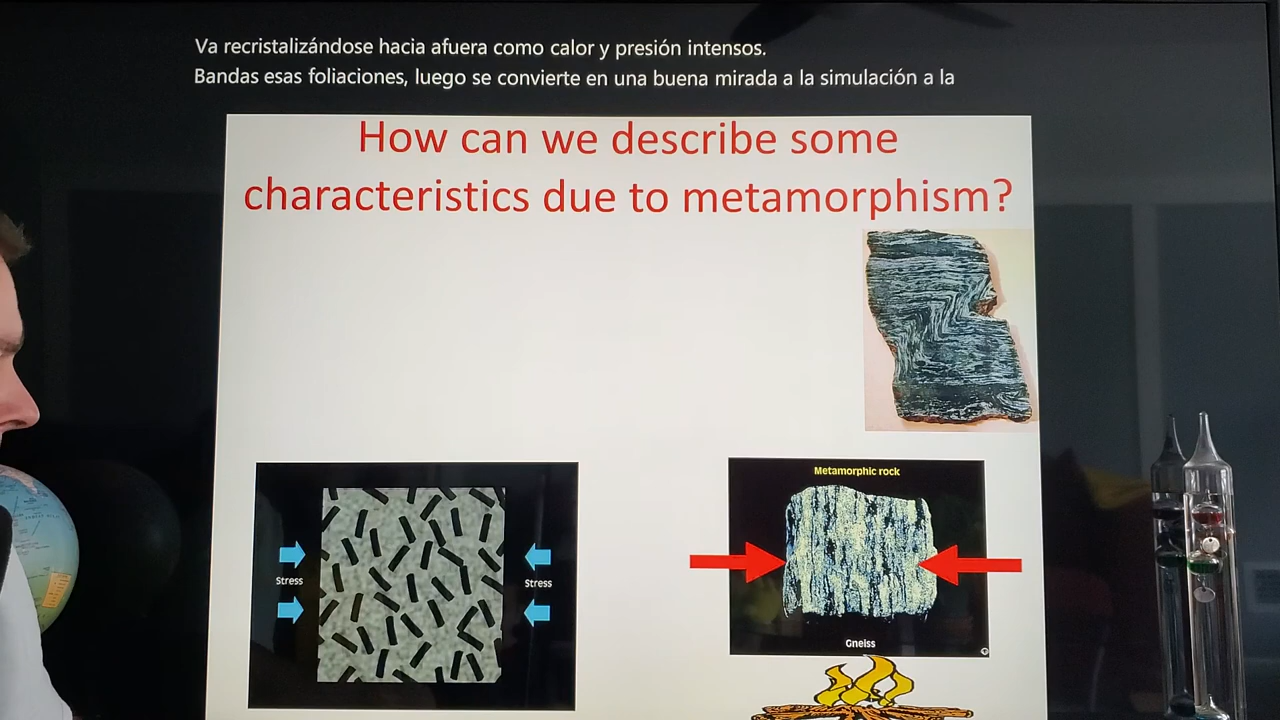 Va recristalizándose hacia afuera como calor y presión intensos.
Bandas esas foliaciones, luego se convierte en una buena mirada a la simulación a la
How can we describe some
characteristics due to metamorphism?
Metamorphic rock
Stress
Stress
Gneiss